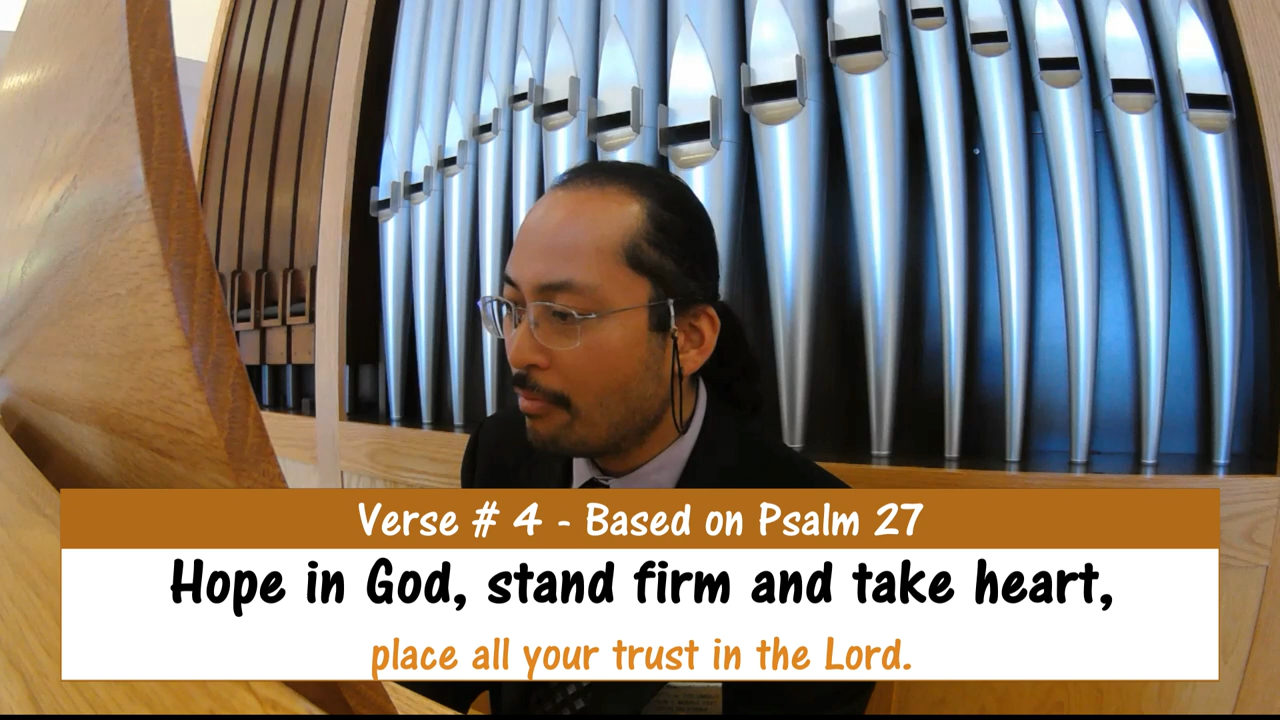 Verse # 4 - Based on Psalm 27
Hope in God, stand firm and take heart,
place all your trust in the Lord.